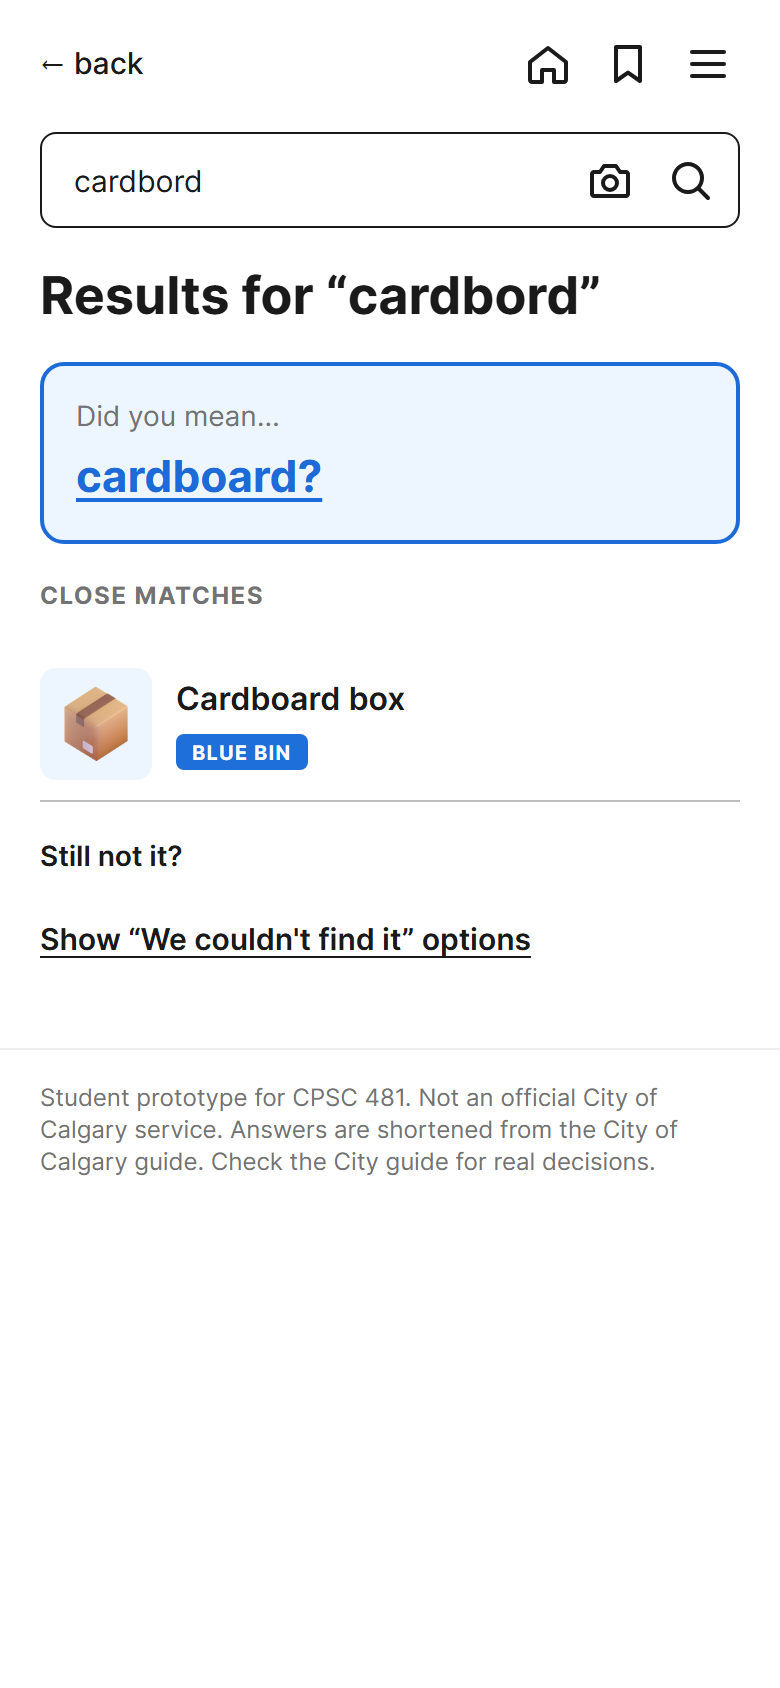 ← back
cardbord
Results for “cardbord”
Did you mean...
cardboard?
CLOSE MATCHES
Cardboard box
BLUE BIN
Still not it?
Show “We couldn't find it” options
Student prototype for CPSC 481. Not an official City of
Calgary service. Answers are shortened from the City of
Calgary guide. Check the City guide for real decisions.